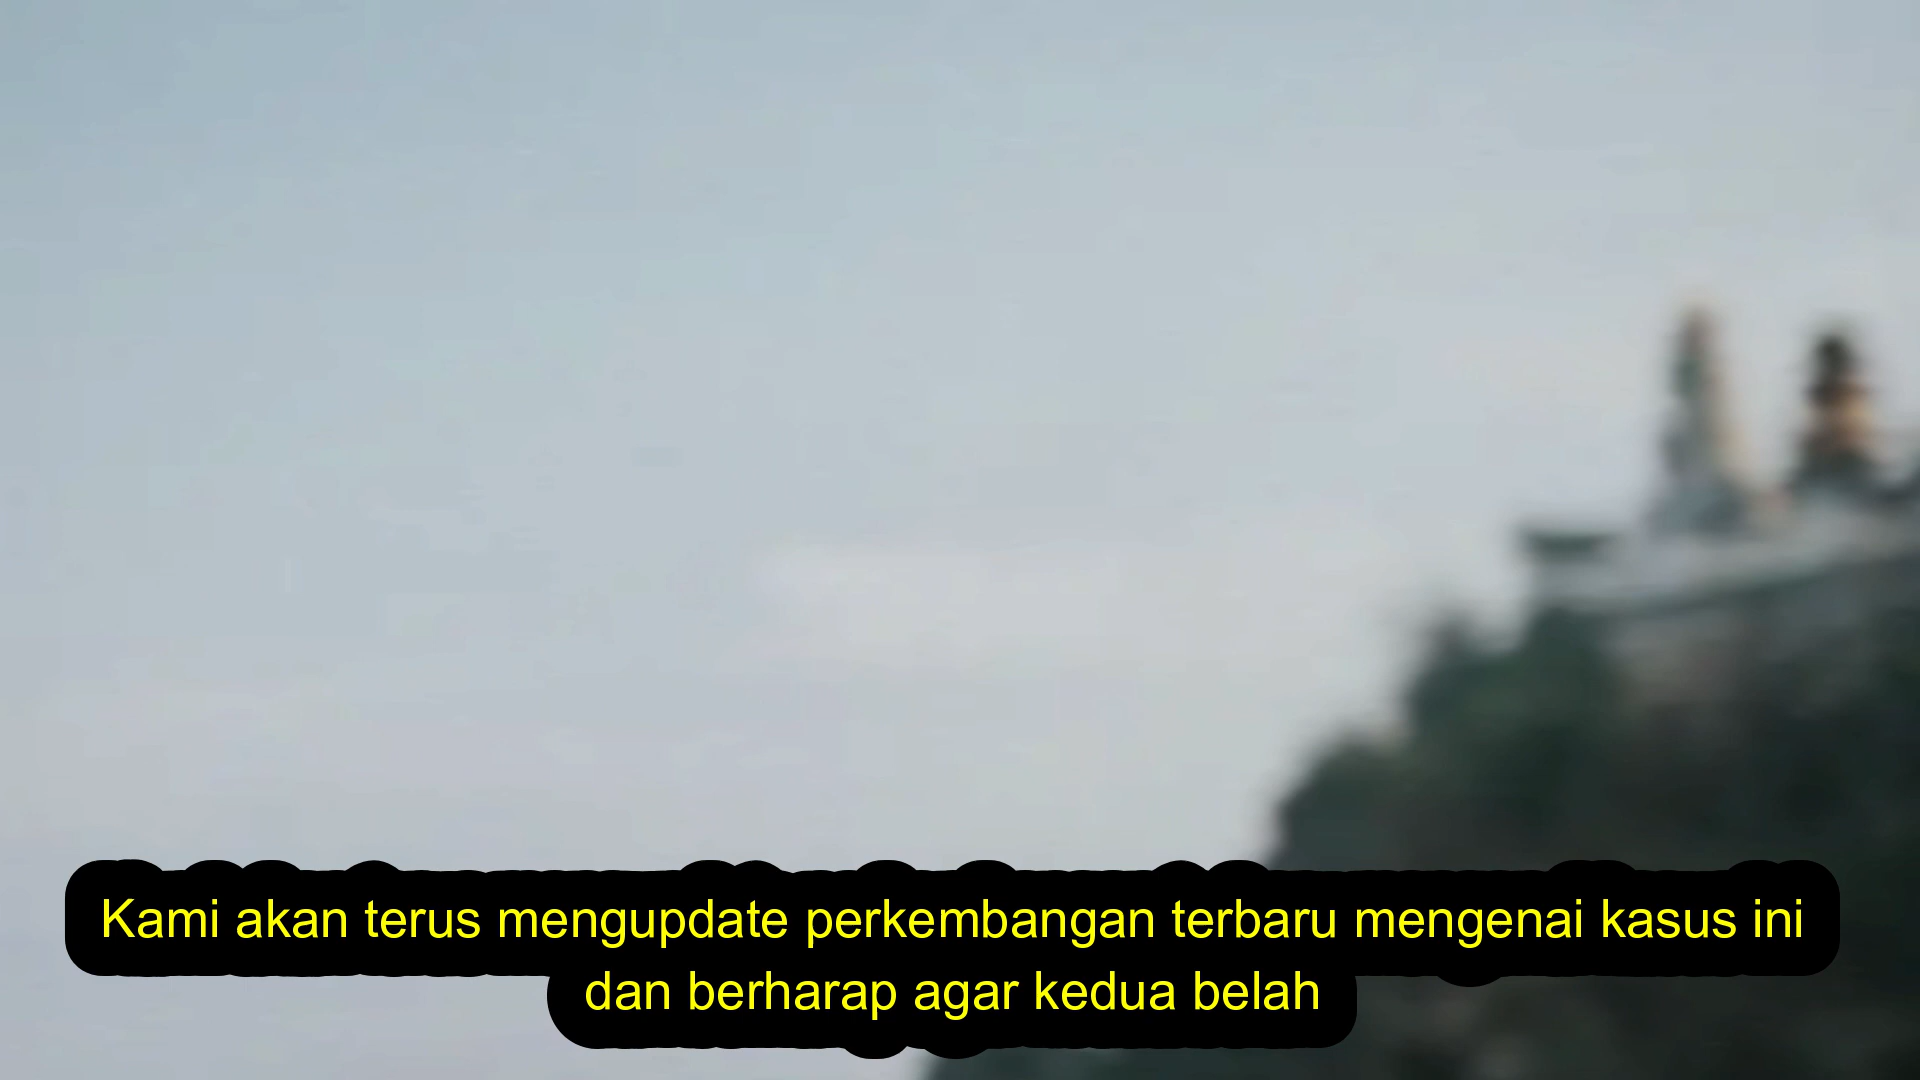 Kami akan terus mengupdate perkembangan terbaru mengenai kasus ini
dan berharap agar kedua belah